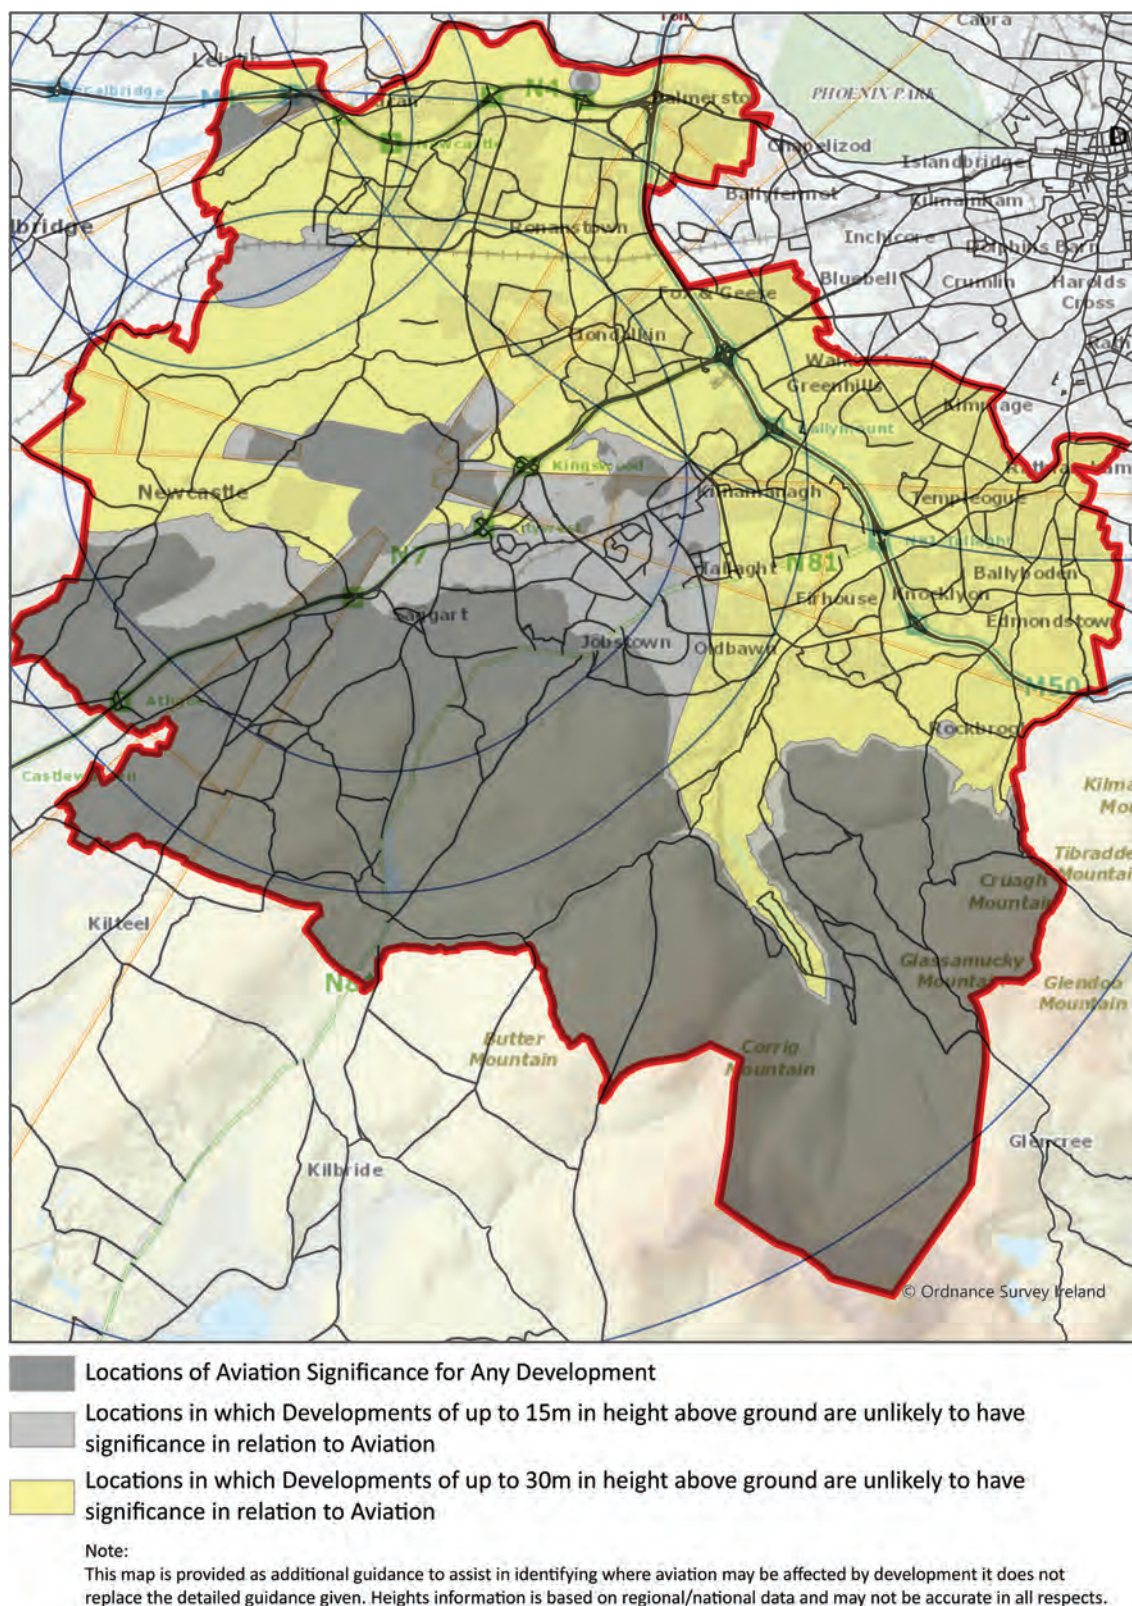 Cabra
PHOENIX PARK
N4
Chapelizod
Islandbridge
Ballyfermot
Kilmainham
Ronanstown
Inchicore
Dolphins Barn
Bluebell
Crumlin
Harolds
Cross
Fox & Geese
Greenhills
Kimmage
Ballymount
Kingswood
Newcastle
Kilnamanagh
Templeogue
Citywest
N7
N81
Tallaght
Ballyboden
Firhouse
Knocklyon
Saggart
Edmondstown
Jobstown
Oldbawn
M50
Rockbrook
Cruagh
Mountain
Kilteel
Glassamucky
Mountain
Glendoo
Mountain
Butter
Mountain
Corrig
Mountain
Glencree
Kilbride
© Ordnance Survey Ireland
Locations of Aviation Significance for Any Development
Locations in which Developments of up to 15m in height above ground are unlikely to have
significance in relation to Aviation
Locations in which Developments of up to 30m in height above ground are unlikely to have
significance in relation to Aviation
Note:
This map is provided as additional guidance to assist in identifying where aviation may be affected by development it does not
replace the detailed guidance given. Heights information is based on regional/national data and may not be accurate in all respects.